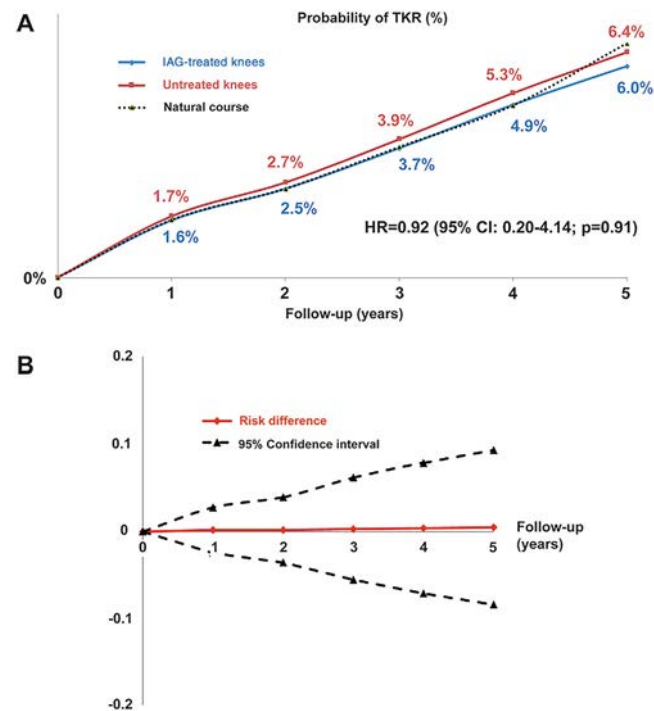 A
Probability of TKR (%)
IAG-treated knees
Untreated knees
Natural course
6.4%
5.3%
6.0%
3.9%
4.9%
2.7%
3.7%
1.7%
2.5%
1.6%
HR=0.92 (95% CI: 0.20-4.14; p=0.91)
0%
0 1 2 3 4 5
Follow-up (years)
B
0.2
Risk difference
95% Confidence interval
0.1
0
Follow-up
(years)
0 1 2 3 4 5
-0.1
-0.2